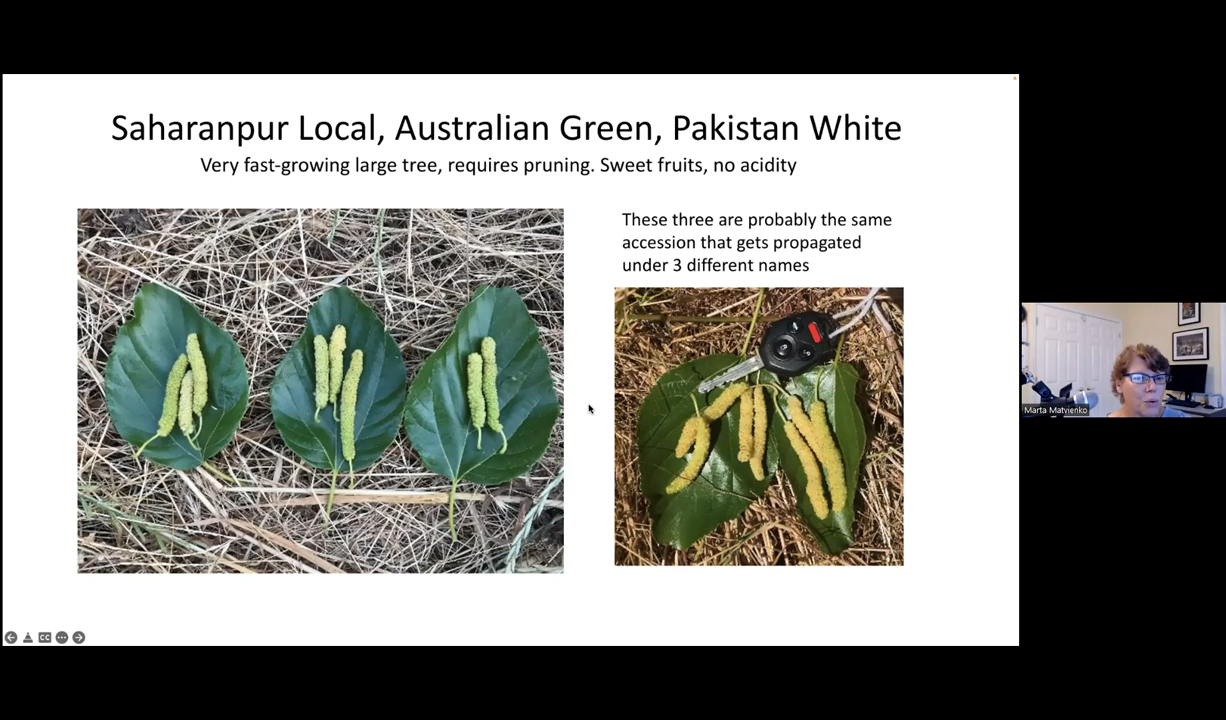 Saharanpur Local, Australian Green, Pakistan White
Very fast-growing large tree, requires pruning. Sweet fruits, no acidity
These three are probably the same
accession that gets propagated
under 3 different names
Marta Matvienko
CC